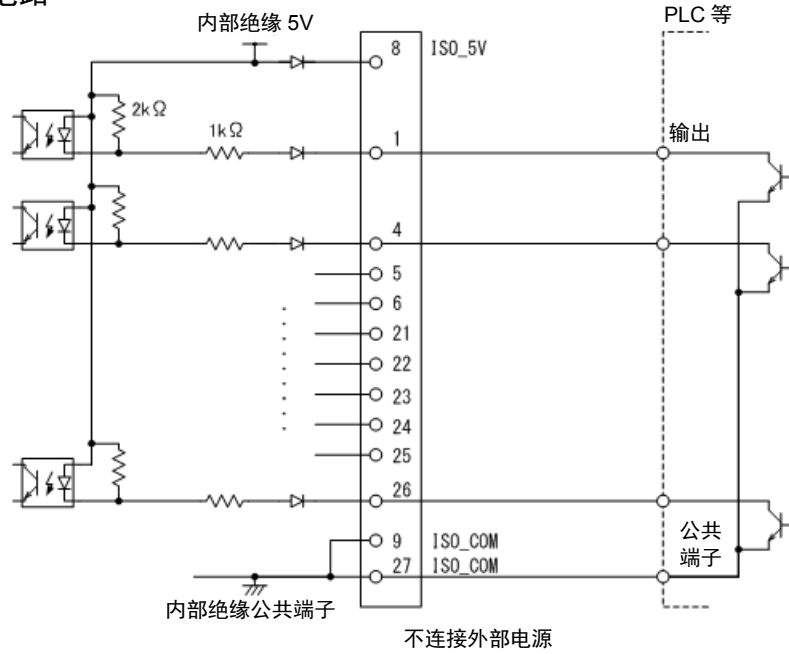 内部绝缘 5V
PLC 等
8 ISO_5V
2kΩ
1kΩ
1
输出
4
5
6
21
22
23
24
25
26
9 ISO_COM
公共
端子
27 ISO_COM
内部绝缘公共端子
不连接外部电源